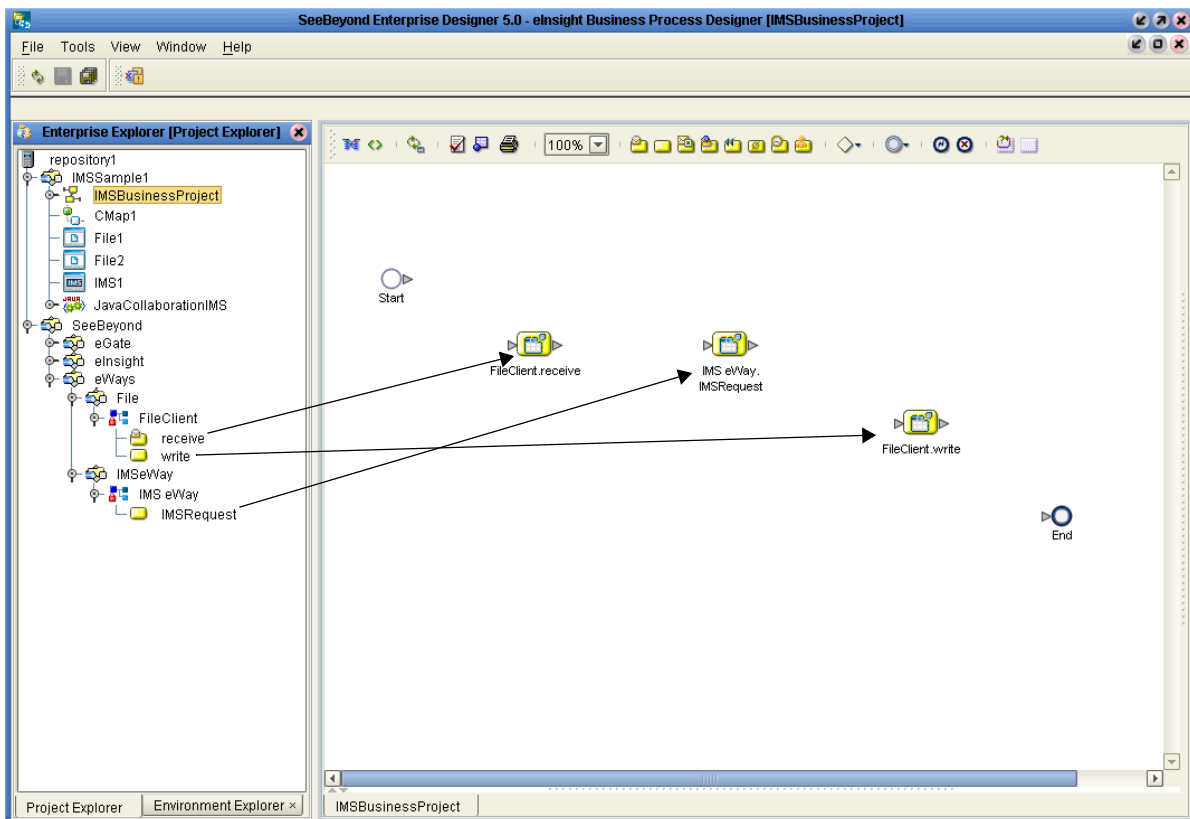 SeeBeyond Enterprise Designer 5.0 - eInsight Business Process Designer [IMSBusinessProject]
File Tools View Window Help
Enterprise Explorer [Project Explorer]
repository1
IMSSample1
IMSBusinessProject
CMap1
File1
File2
IMS
IMS1
JAVA
JavaCollaborationIMS
SeeBeyond
eGate
eInsight
eWays
File
FileClient
receive
write
IMSeWay
IMS eWay
IMSRequest
Project Explorer
Environment Explorer ×
100%
Start
FileClient.receive
IMS eWay.
IMSRequest
FileClient.write
End
IMSBusinessProject